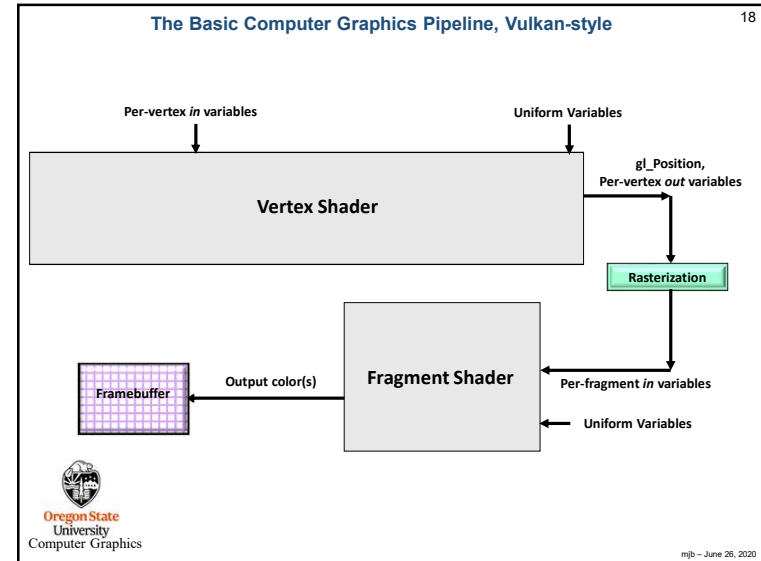 The Basic Computer Graphics Pipeline, Vulkan-style
18
Per-vertex in variables
Uniform Variables
gl_Position,
Per-vertex out variables
Vertex Shader
Rasterization
Fragment Shader
Framebuffer
Output color(s)
Per-fragment in variables
Uniform Variables
Oregon State
University
Computer Graphics
mjb – June 26, 2020